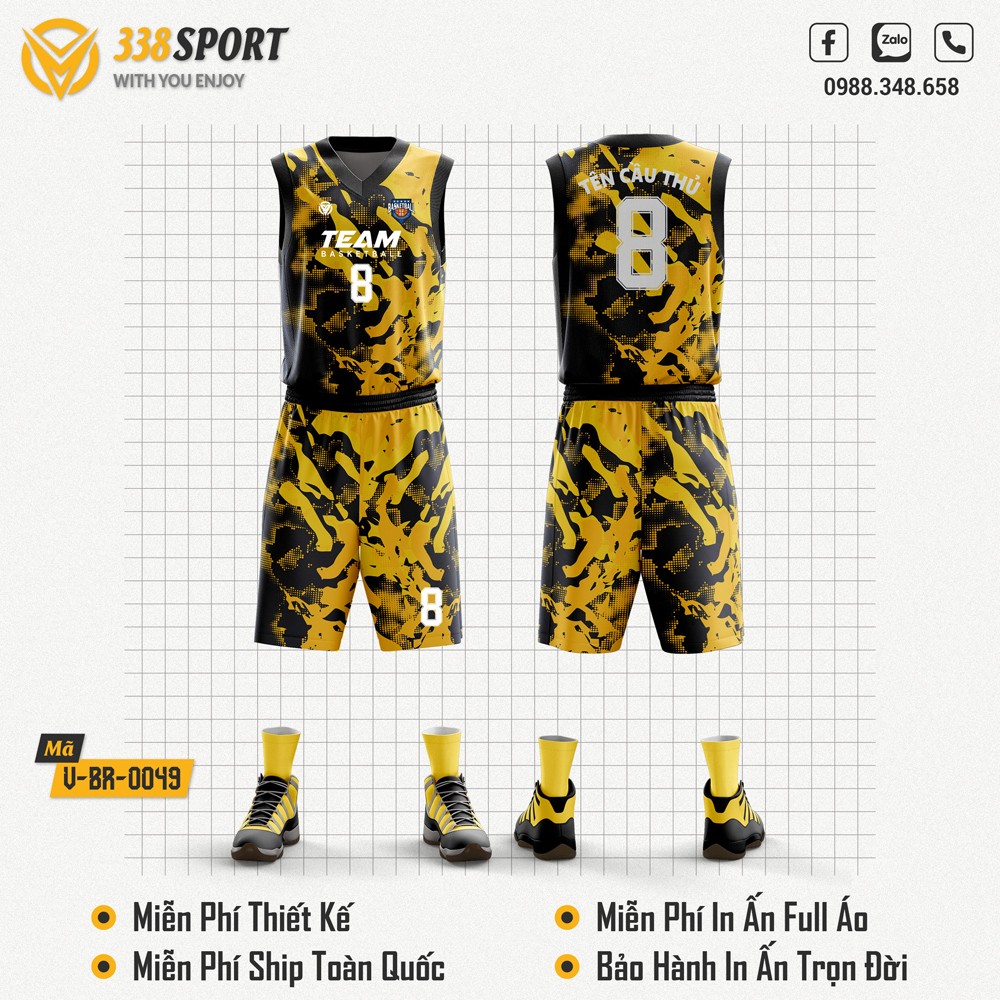 338SPORT
WITH YOU ENJOY
Zalo
0988.348.658
BASKETBALL
TEAM
BASKETBALL
8
TÊN CẦU THỦ
8
8
Mã
V-BR-0049
Miễn Phí Thiết Kế
Miễn Phí In Ấn Full Áo
Miễn Phí Ship Toàn Quốc
Bảo Hành In Ấn Trọn Đời